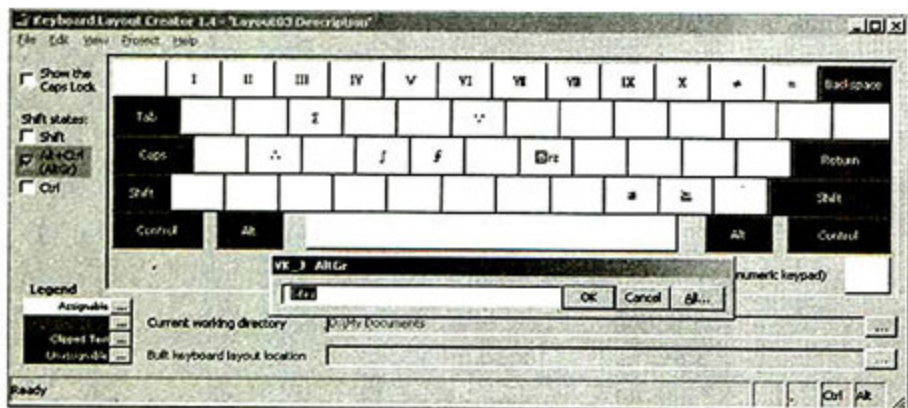 Keyboard Layout Creator 1.4 - "Layout03 Description"
File Edit View Project Help
Show the Caps Lock
I II III IV V VI VII VIII IX X ≠ ≈ Backspace
Tab Σ ∵
Shift states:
Shift
Alt+Ctrl (AltGr)
Ctrl
Caps ∴ ∫ ∮ Return
Shift ≦ ≧ Shift
Control Alt Alt Control
VK_J AltGr
numeric keypad)
OK Cancel All...
Legend
Assignable ...
...
Clipped Text
Unassignable ...
Current working directory D:\My Documents ...
Built keyboard layout location ...
Ready Ctrl Alt